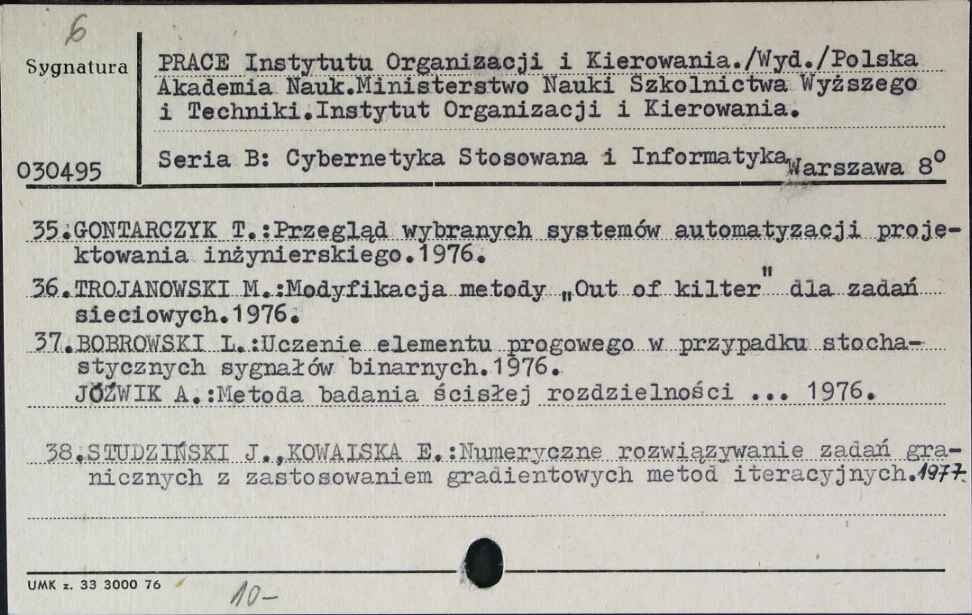 6
Sygnatura
PRACE Instytutu Organizacji i Kierowania./Wyd./Polska
Akademia Nauk.Ministerstwo Nauki Szkolnictwa Wyższego
i Techniki.Instytut Organizacji i Kierowania.
Seria B: Cybernetyka Stosowana i Informatyka
Warszawa 8°
030495
35.GONTARCZYK T.:Przegląd wybranych systemów automatyzacji proje-
ktowania inżynierskiego.1976.
36.TROJANOWSKI M.:Modyfikacja metody „Out of kilter" dla zadań
sieciowych.1976.
37.BOBROWSKI L.:Uczenie elementu progowego w przypadku stocha-
stycznych sygnałów binarnych.1976.
JÓŹWIK A.:Metoda badania ścisłej rozdzielności ... 1976.
38.STUDZIŃSKI J.,KOWALSKA E.:Numeryczne rozwiązywanie zadań gra-
nicznych z zastosowaniem gradientowych metod iteracyjnych.1977.
UMK z. 33 3000 76
10-